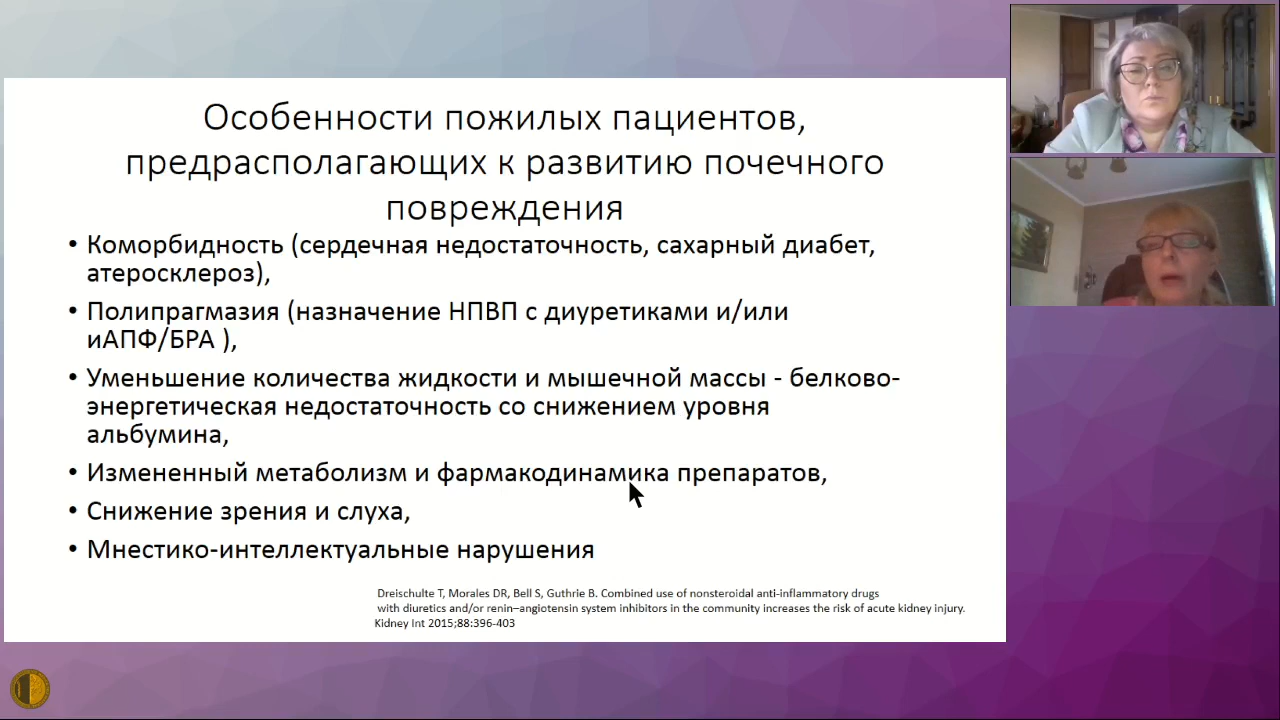 Особенности пожилых пациентов,
предрасполагающих к развитию почечного
повреждения
• Коморбидность (сердечная недостаточность, сахарный диабет,
атеросклероз),
• Полипрагмазия (назначение НПВП с диуретиками и/или
иАПФ/БРА ),
• Уменьшение количества жидкости и мышечной массы - белково-
энергетическая недостаточность со снижением уровня
альбумина,
• Измененный метаболизм и фармакодинамика препаратов,
• Снижение зрения и слуха,
• Мнестико-интеллектуальные нарушения
Dreischulte T, Morales DR, Bell S, Guthrie B. Combined use of nonsteroidal anti-inflammatory drugs
with diuretics and/or renin–angiotensin system inhibitors in the community increases the risk of acute kidney injury.
Kidney Int 2015;88:396-403